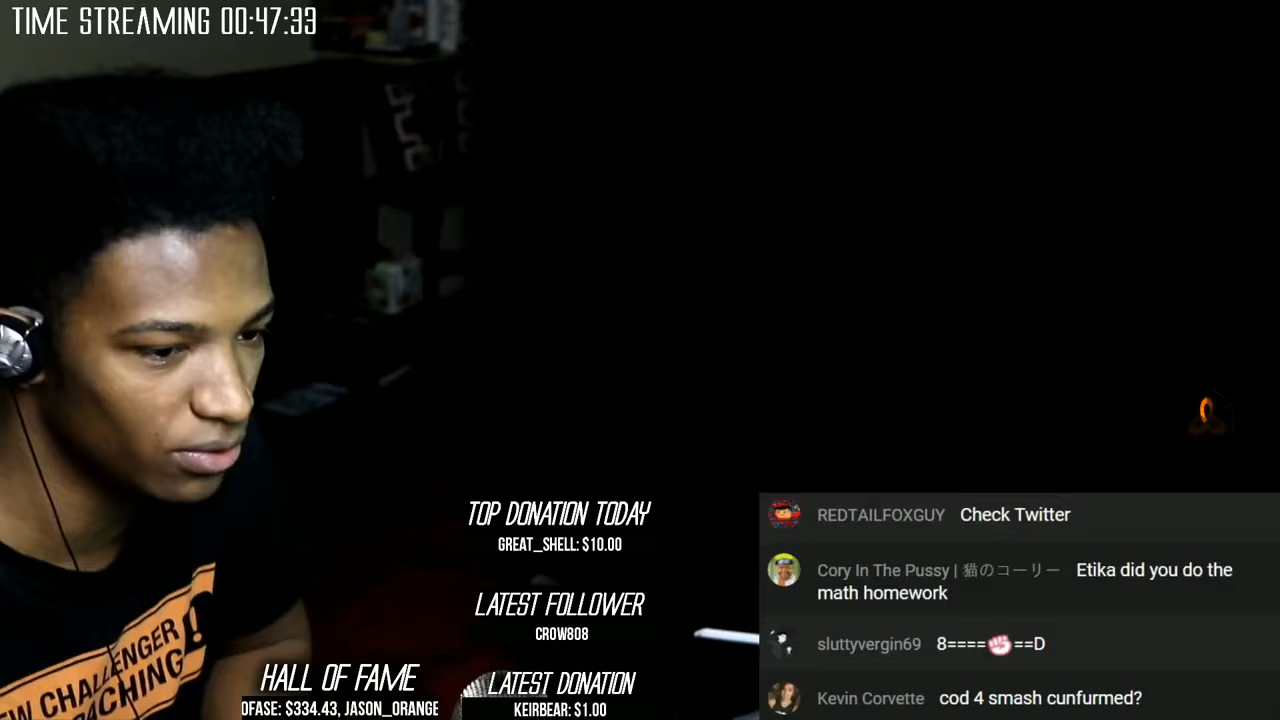 TIME STREAMING 00:47:33
TOP DONATION TODAY
GREAT_SHELL: $10.00
LATEST FOLLOWER
CROW808
HALL OF FAME
OFASE: $334.43, JASON_ORANGE
LATEST DONATION
KEIRBEAR: $1.00
REDTAILFOXGUY Check Twitter
Cory In The Pussy | 猫のコーリー Etika did you do the
math homework
sluttyvergin69 8====👊==D
Kevin Corvette cod 4 smash cunfurmed?
EW CHALLENGER
ACHING!